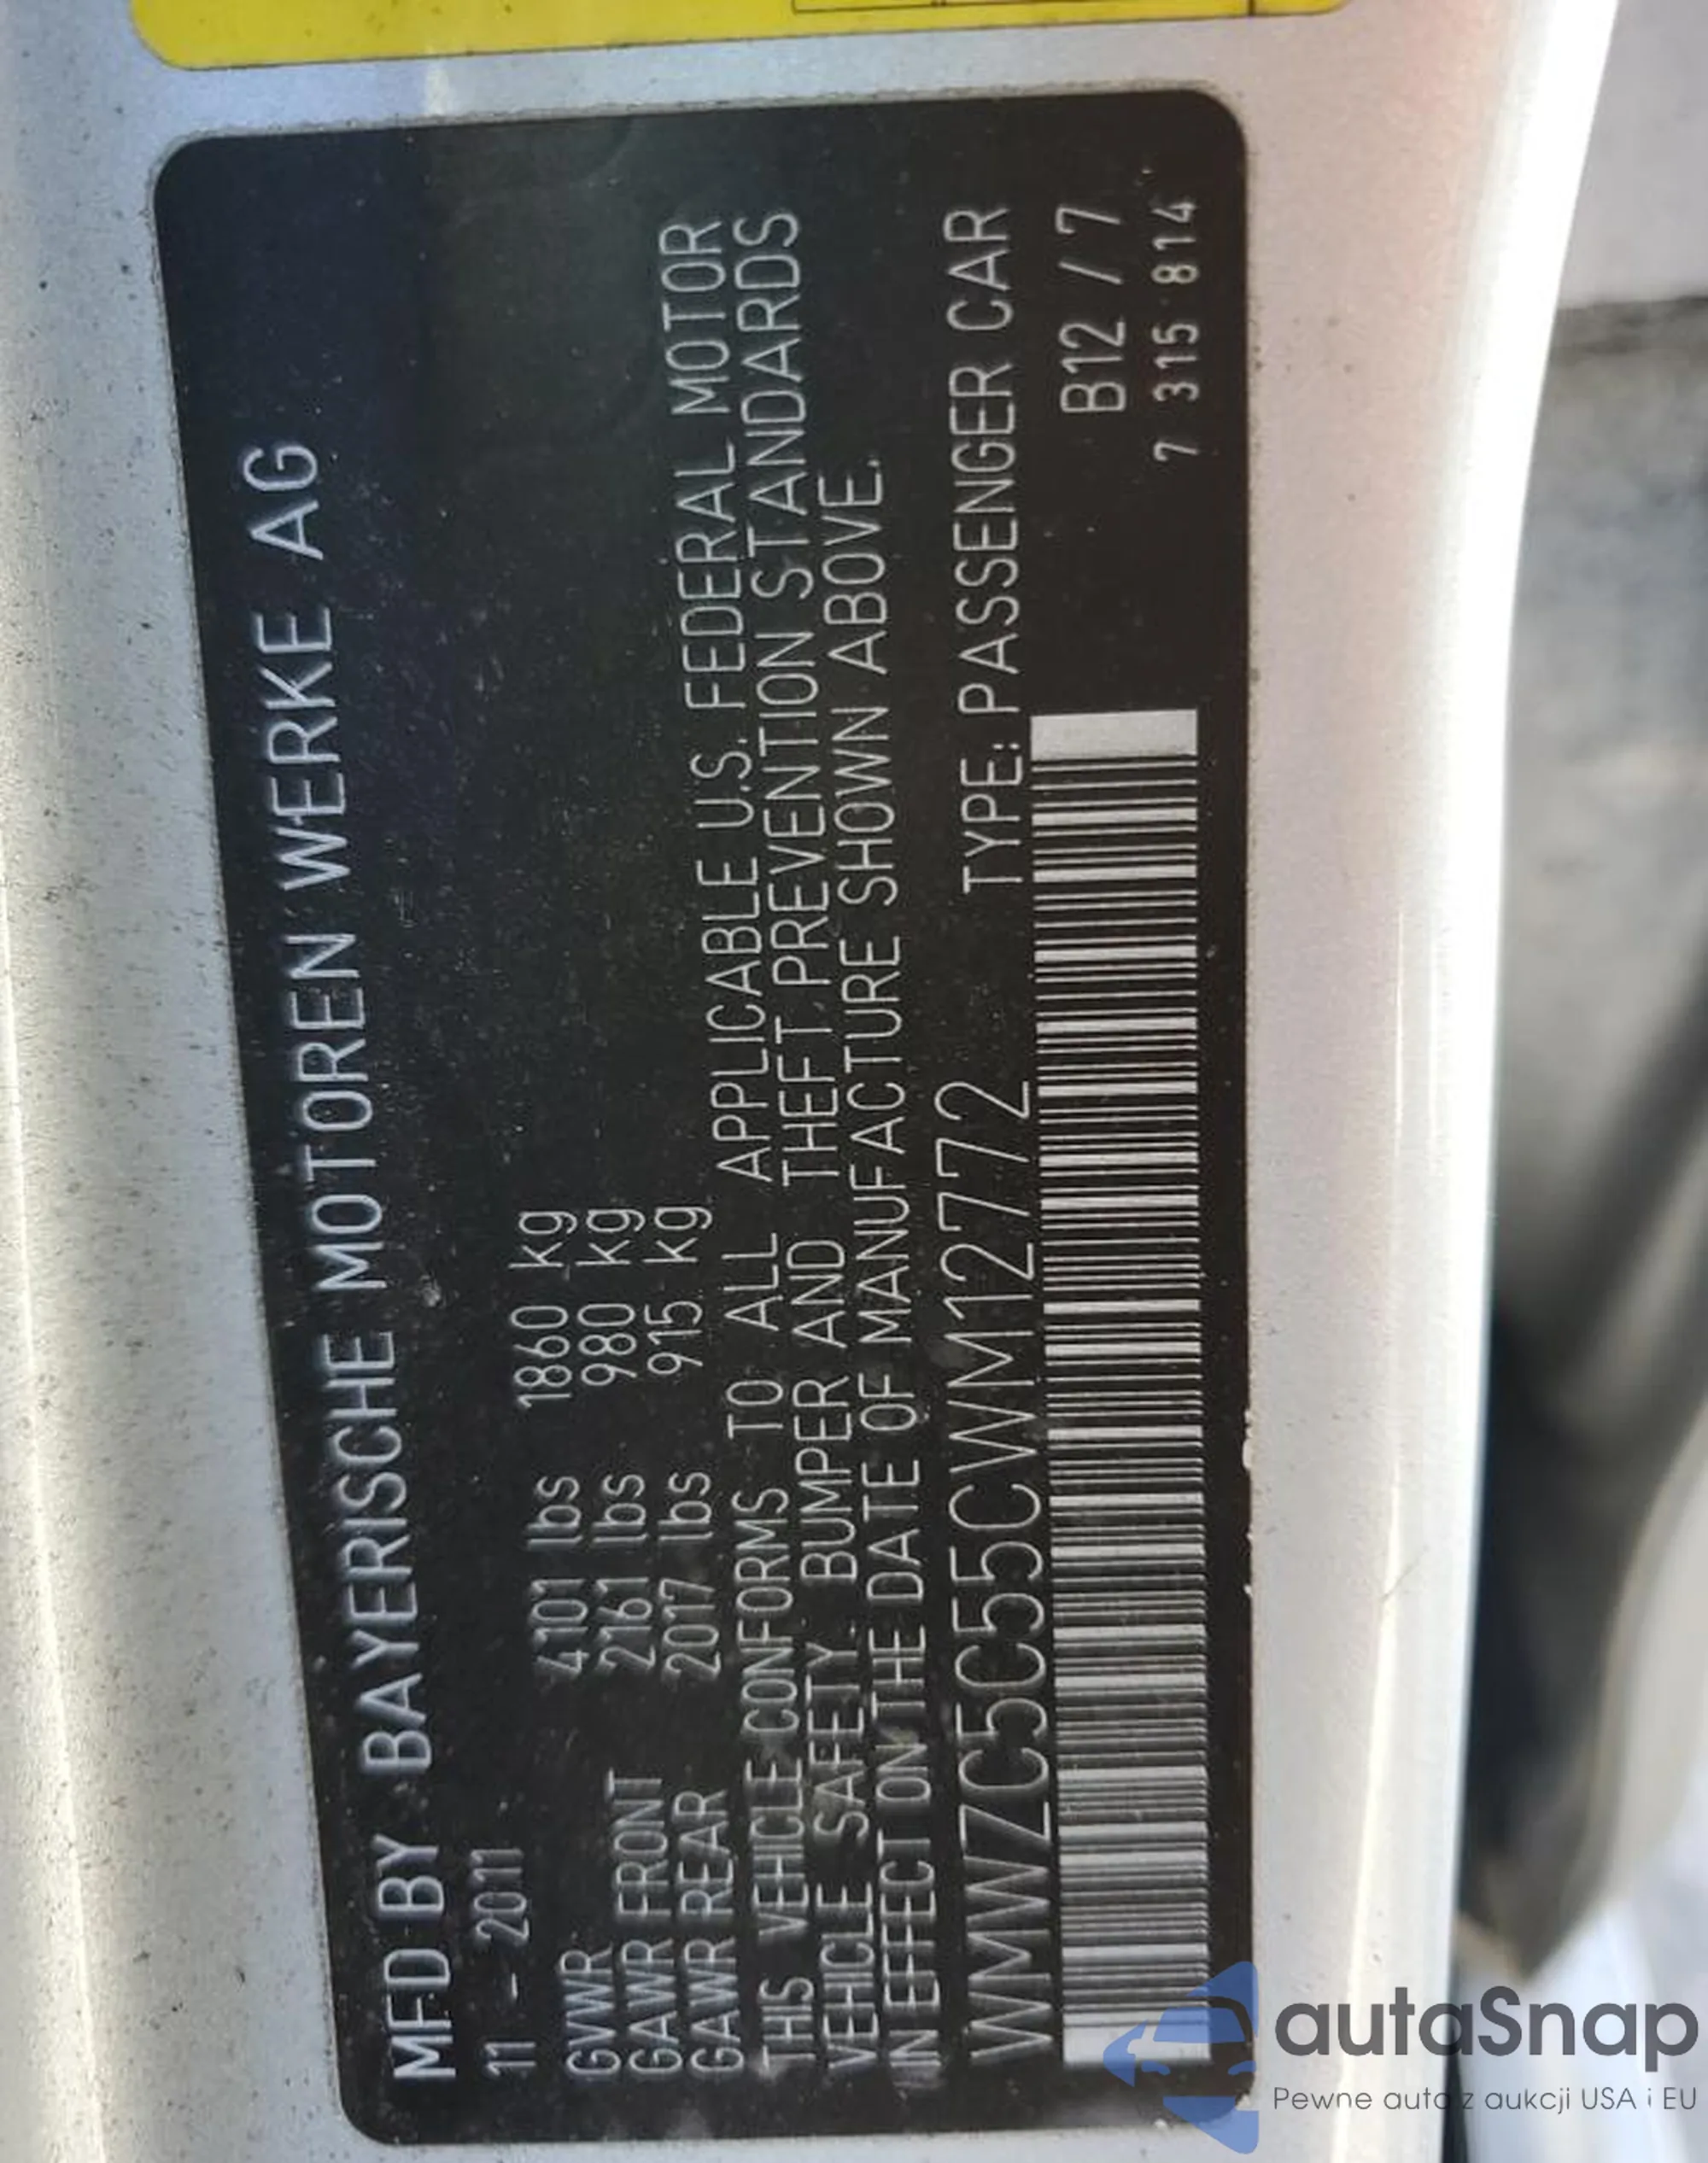 MFD BY BAYERISCHE MOTOREN WERKE AG
11 - 2011
GVWR 4101 lbs 1860 kg
GAWR FRONT 2161 lbs 980 kg
GAWR REAR 2017 lbs 915 kg
THIS VEHICLE CONFORMS TO ALL APPLICABLE U.S. FEDERAL MOTOR
VEHICLE SAFETY, BUMPER AND THEFT PREVENTION STANDARDS
IN EFFECT ON THE DATE OF MANUFACTURE SHOWN ABOVE.
WMWZC5C55CWM12772 TYPE: PASSENGER CAR
B12 / 7
7 315 814
autaSnap
Pewne auta z aukcji USA i EU